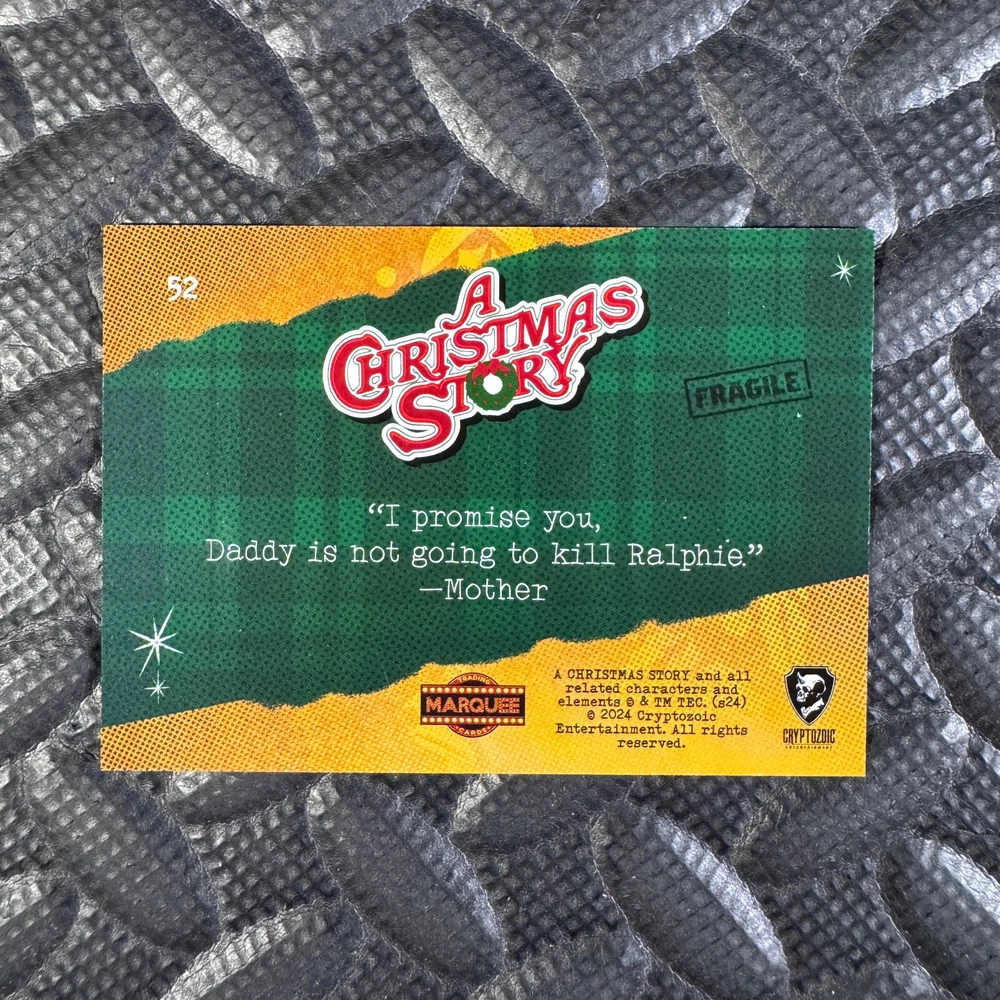 52
A
CHRISTMAS
STORY
FRAGILE
“I promise you,
Daddy is not going to kill Ralphie.”
—Mother
TRADING
MARQUEE
CARDS
A CHRISTMAS STORY and all
related characters and
elements © & TM TEC. (s24)
© 2024 Cryptozoic
Entertainment. All rights
reserved.
CRYPTOZOIC
ENTERTAINMENT